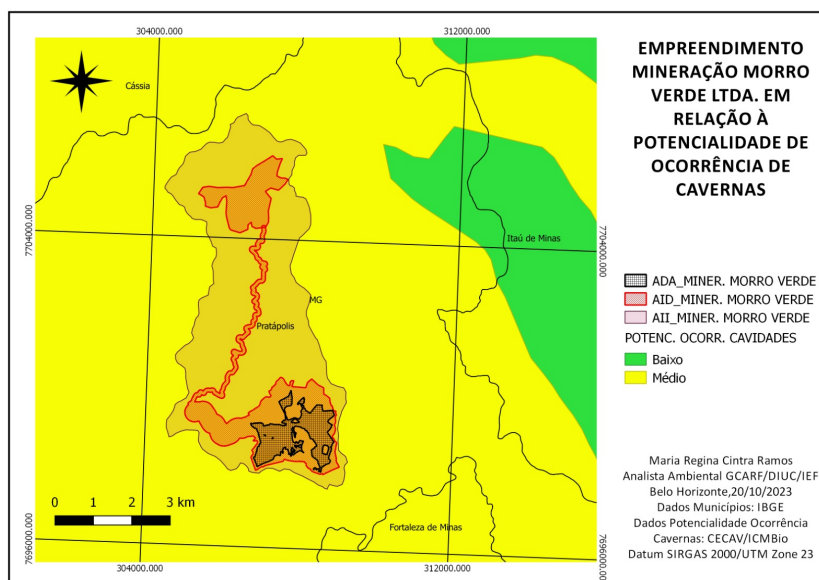 304000.000
312000.000
Cássia
7704000.000
7704000.000
Itaú de Minas
MG
Pratápolis
0 1 2 3 km
7696000.000
7696000.000
Fortaleza de Minas
304000.000
312000.000
EMPREENDIMENTO
MINERAÇÃO MORRO
VERDE LTDA. EM
RELAÇÃO À
POTENCIALIDADE DE
OCORRÊNCIA DE
CAVERNAS
ADA_MINER. MORRO VERDE
AID_MINER. MORRO VERDE
AII_MINER. MORRO VERDE
POTENC. OCORR. CAVIDADES
Baixo
Médio
Maria Regina Cintra Ramos
Analista Ambiental GCARF/DIUC/IEF
Belo Horizonte,20/10/2023
Dados Municípios: IBGE
Dados Potencialidade Ocorrência
Cavernas: CECAV/ICMBio
Datum SIRGAS 2000/UTM Zone 23